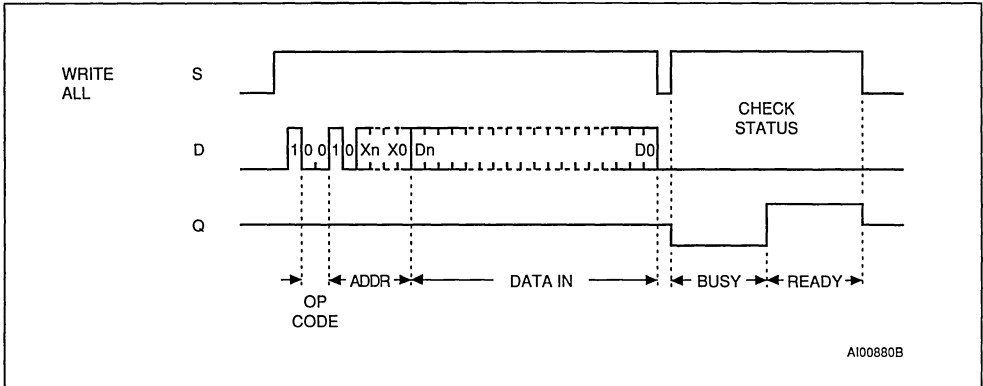 WRITE
ALL
S
CHECK
STATUS
D
1 0 0 1 0 Xn X0 Dn D0
Q
ADDR DATA IN BUSY READY
OP
CODE
AI00880B